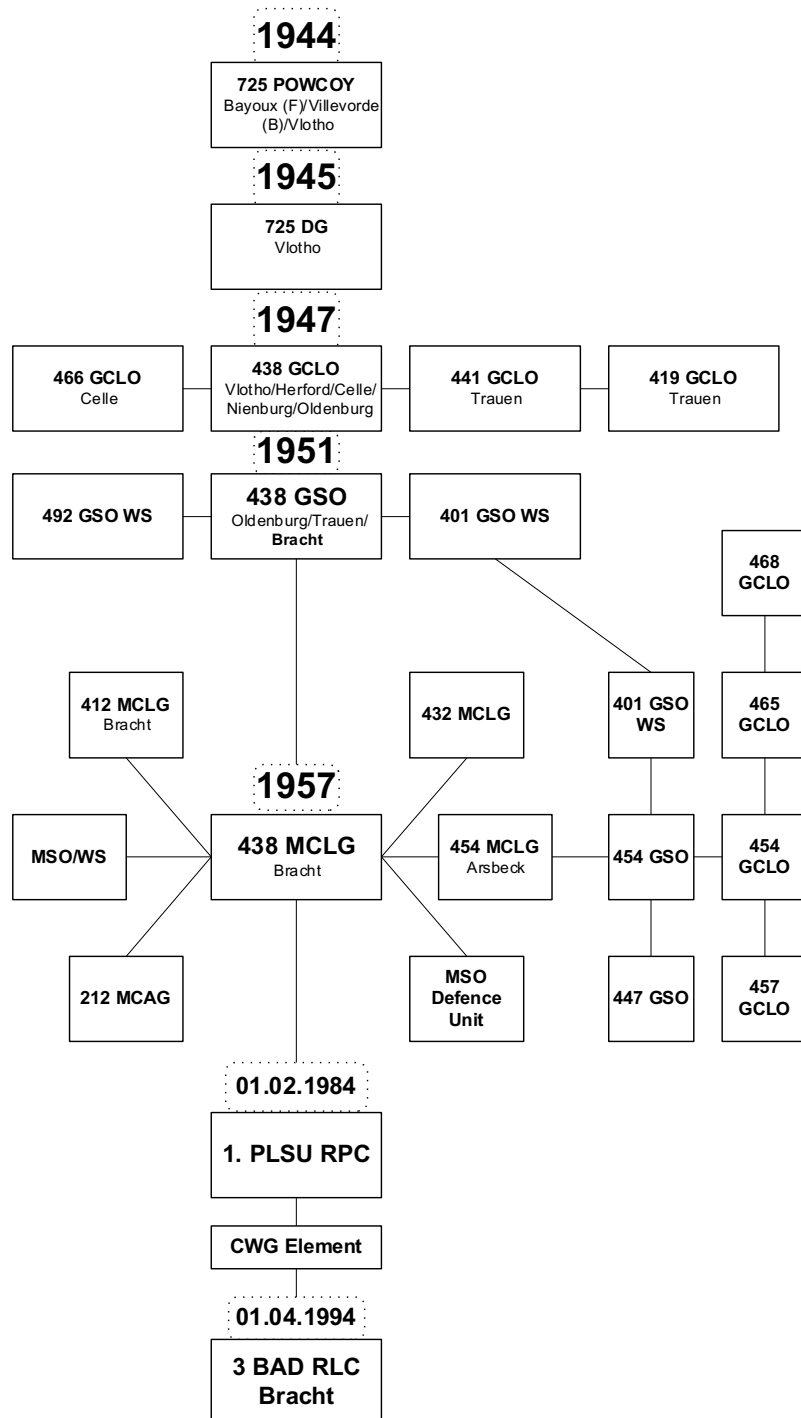 1944
725 POWCOY
Bayoux (F)/Villevorde
(B)/Vlotho
1945
725 DG
Vlotho
1947
466 GCLO
Celle
438 GCLO
Vlotho/Herford/Celle/
Nienburg/Oldenburg
441 GCLO
Trauen
419 GCLO
Trauen
1951
492 GSO WS
438 GSO
Oldenburg/Trauen/
Bracht
401 GSO WS
468
GCLO
412 MCLG
Bracht
432 MCLG
401 GSO
WS
465
GCLO
1957
MSO/WS
438 MCLG
Bracht
454 MCLG
Arsbeck
454 GSO
454
GCLO
212 MCAG
MSO
Defence
Unit
447 GSO
457
GCLO
01.02.1984
1. PLSU RPC
CWG Element
01.04.1994
3 BAD RLC
Bracht